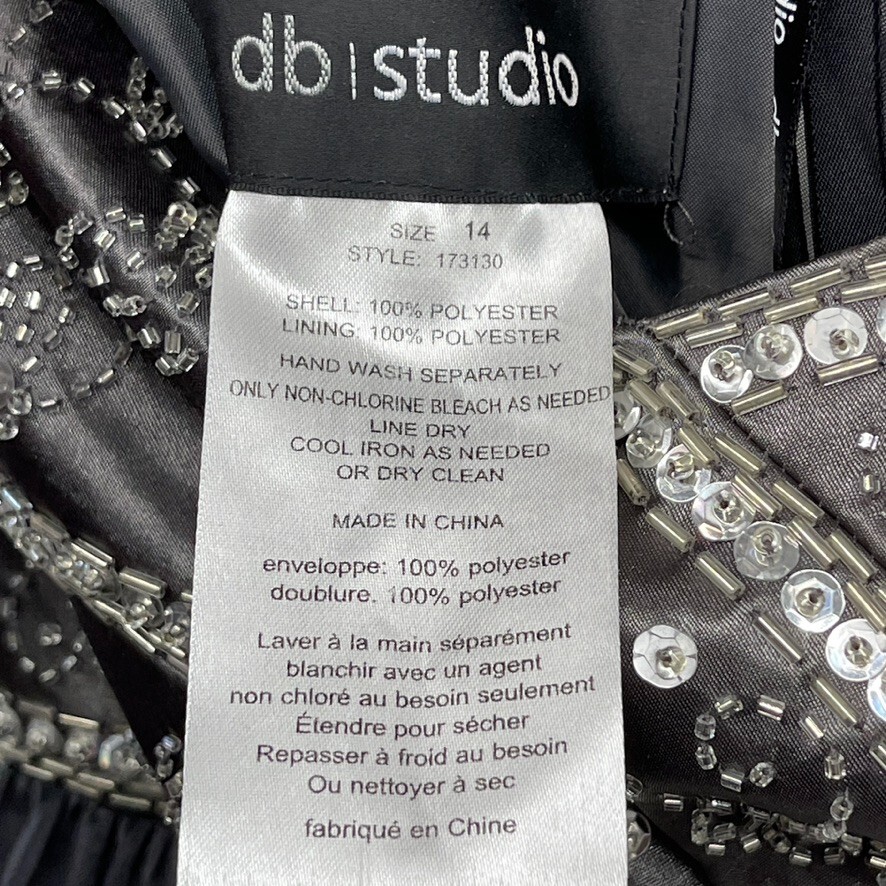 db|studio
dio
SIZE 14
STYLE: 173130
SHELL: 100% POLYESTER
LINING: 100% POLYESTER
HAND WASH SEPARATELY
ONLY NON-CHLORINE BLEACH AS NEEDED
LINE DRY
COOL IRON AS NEEDED
OR DRY CLEAN
MADE IN CHINA
enveloppe: 100% polyester
doublure. 100% polyester
Laver à la main séparément
blanchir avec un agent
non chloré au besoin seulement
Étendre pour sécher
Repasser à froid au besoin
Ou nettoyer à sec
fabriqué en Chine